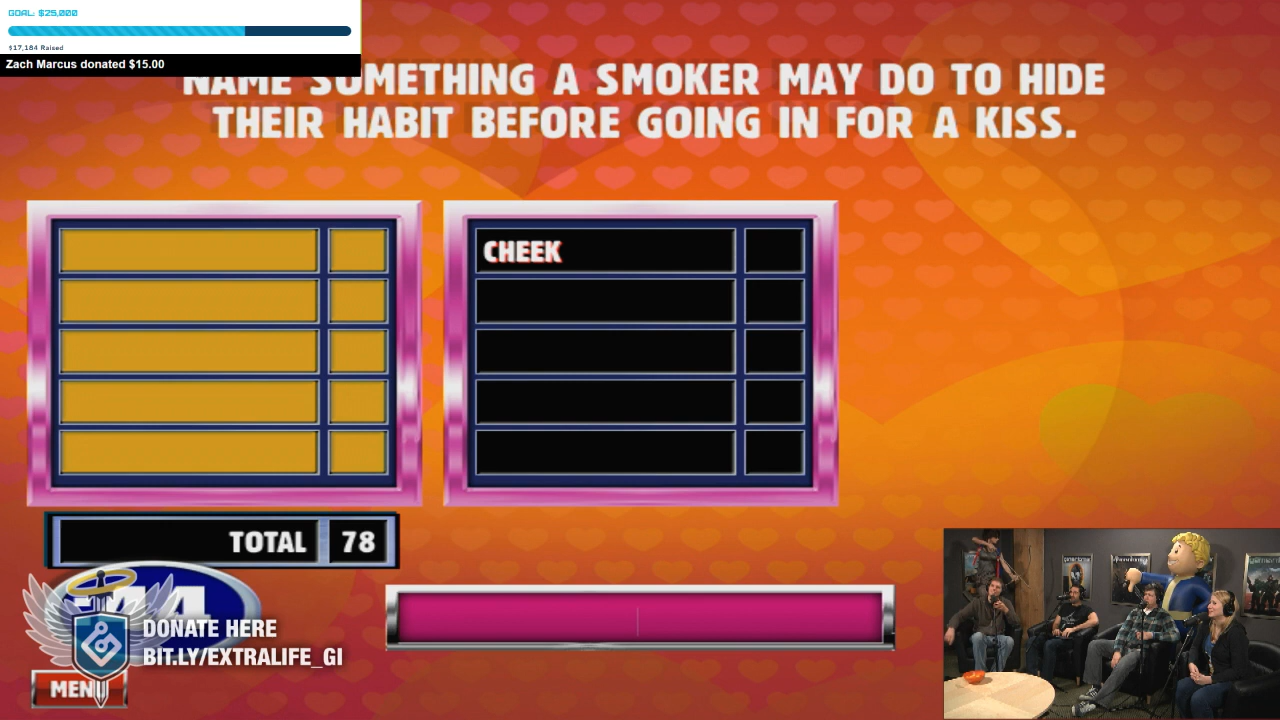 GOAL: $25,000
$17,184 Raised
Zach Marcus donated $15.00
NAME SOMETHING A SMOKER MAY DO TO HIDE
THEIR HABIT BEFORE GOING IN FOR A KISS.
CHEEK
TOTAL 78
44
DONATE HERE
BIT.LY/EXTRALIFE_GI
MENU